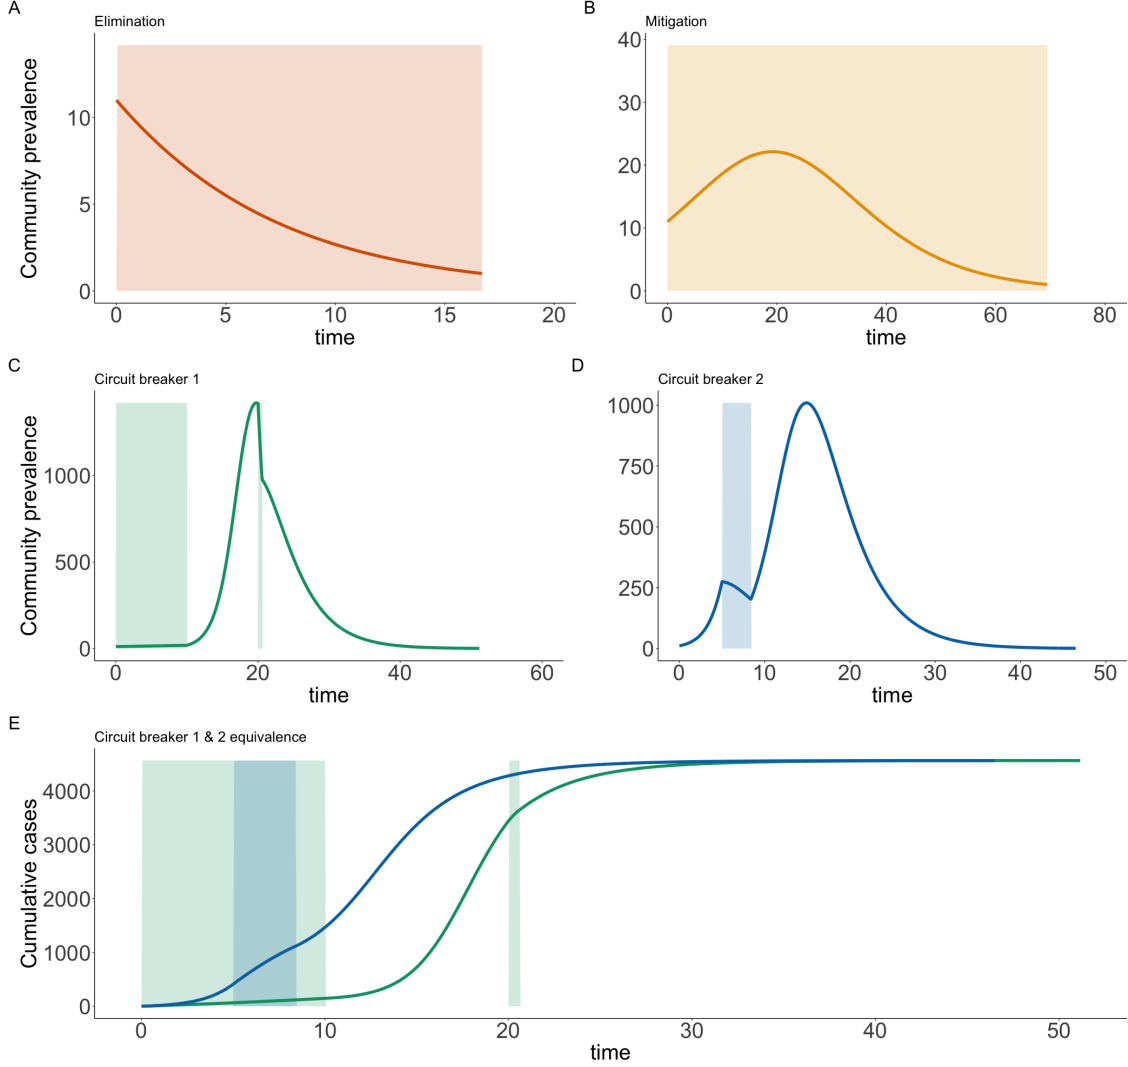 A
Elimination
Community prevalence
10
5
0
0 5 10 15 20
time
B
Mitigation
40
30
20
10
0
0 20 40 60 80
time
C
Circuit breaker 1
Community prevalence
1000
500
0
0 20 40 60
time
D
Circuit breaker 2
1000
750
500
250
0
0 10 20 30 40 50
time
E
Circuit breaker 1 & 2 equivalence
Cumulative cases
4000
3000
2000
1000
0
0 10 20 30 40 50
time